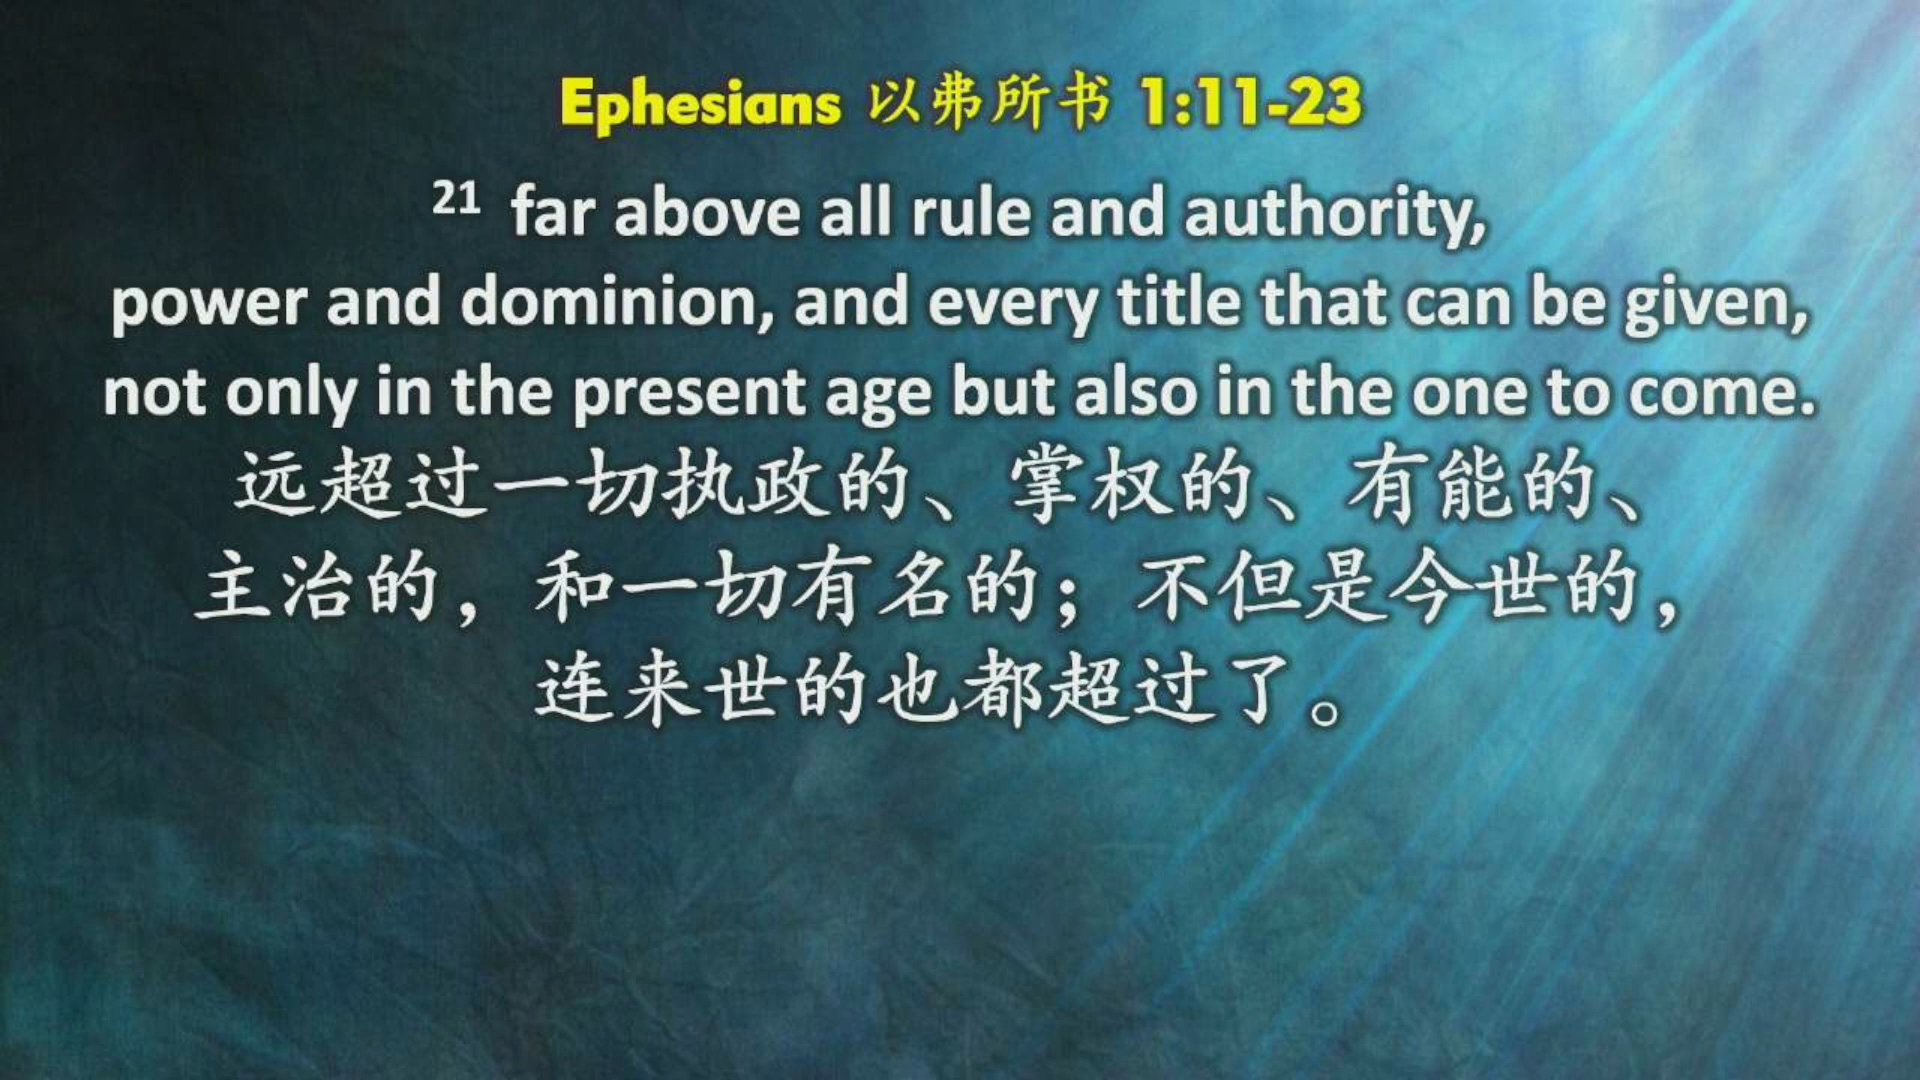 Ephesians 以弗所书 1:11-23
21 far above all rule and authority,
power and dominion, and every title that can be given,
not only in the present age but also in the one to come.
远超过一切执政的、掌权的、有能的、
主治的，和一切有名的；不但是今世的，
连来世的也都超过了。